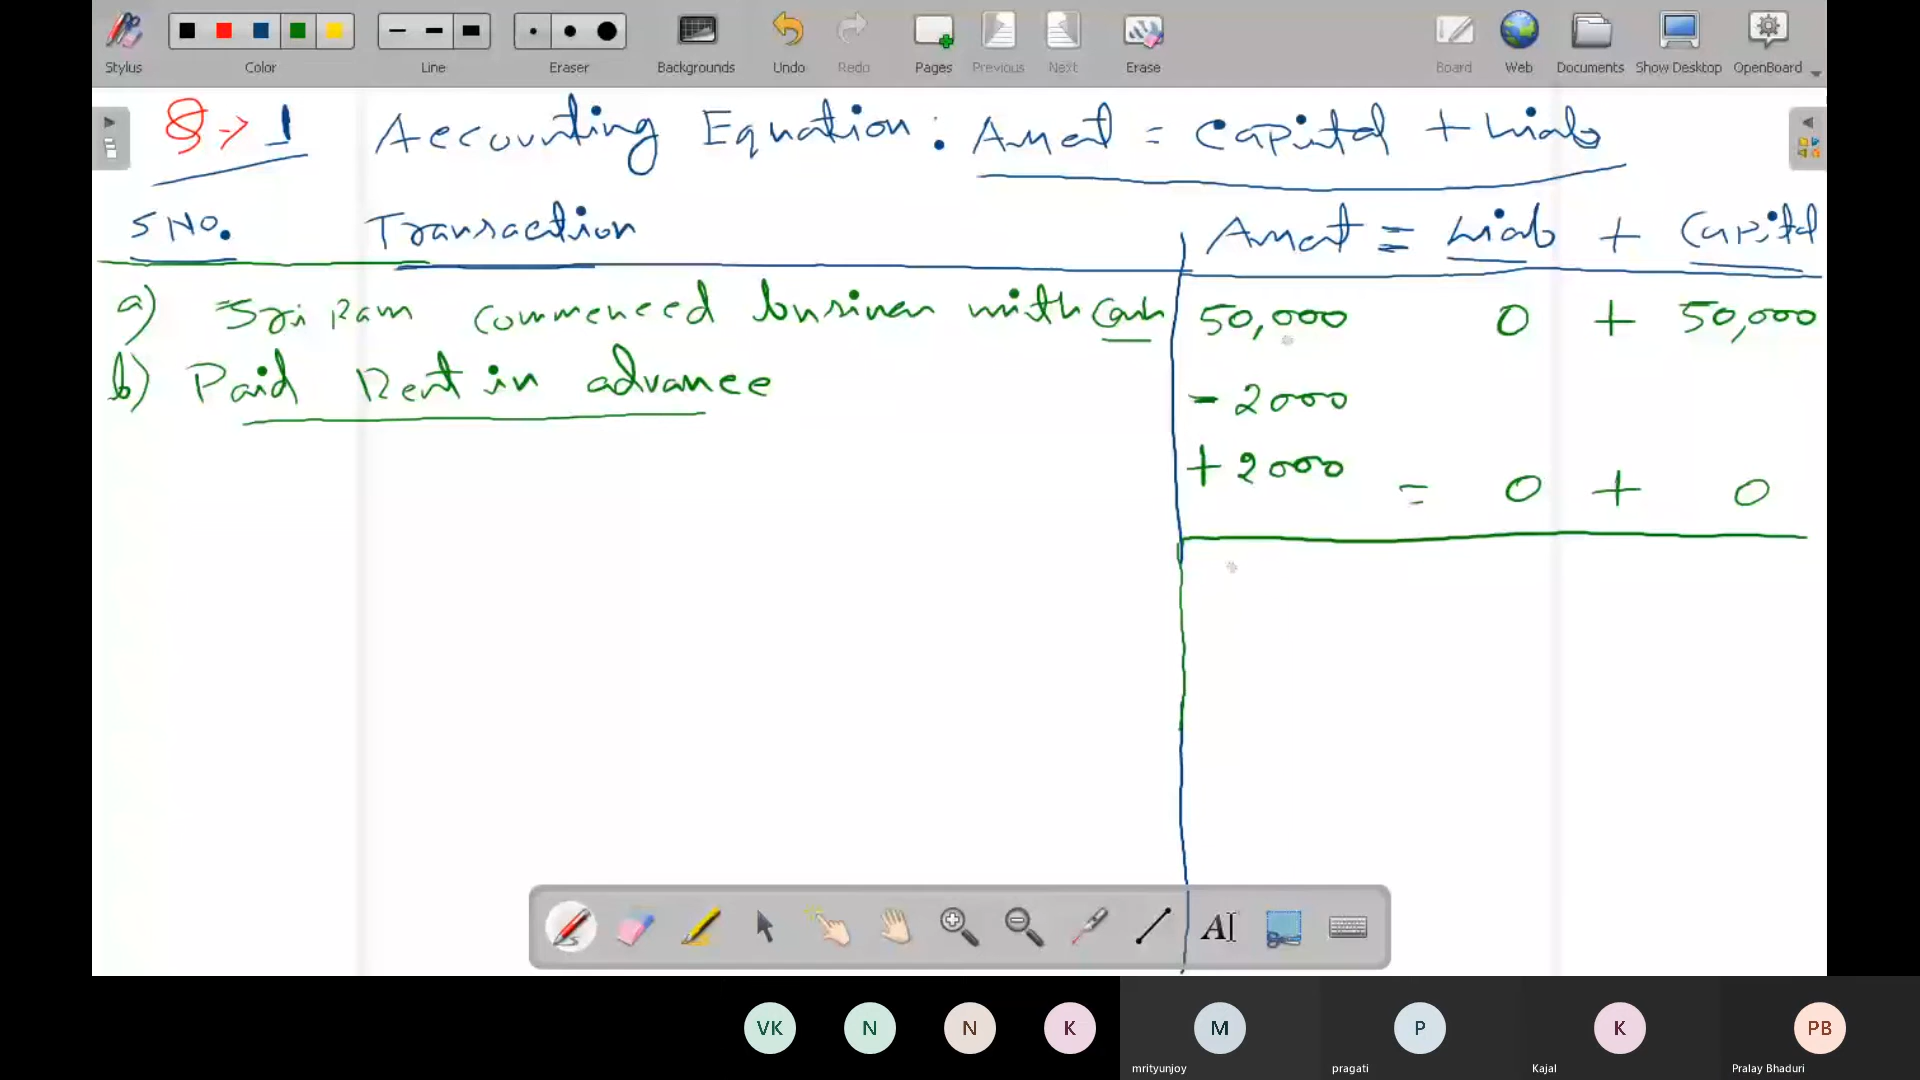 Stylus Color Line Eraser Backgrounds Undo Redo Pages Previous Next Erase Board Web Documents Show Desktop OpenBoard
Q → 1 Accounting Equation : Asset = Capital + Liab
S No. Transaction Asset = Liab + Capital
a) Sri Ram commenced business with Cash 50,000 0 + 50,000
b) Paid Rent in advance - 2000
+ 2000 = 0 + 0
AI
VK N N K M P K PB
mrityunjoy pragati Kajal Pralay Bhaduri